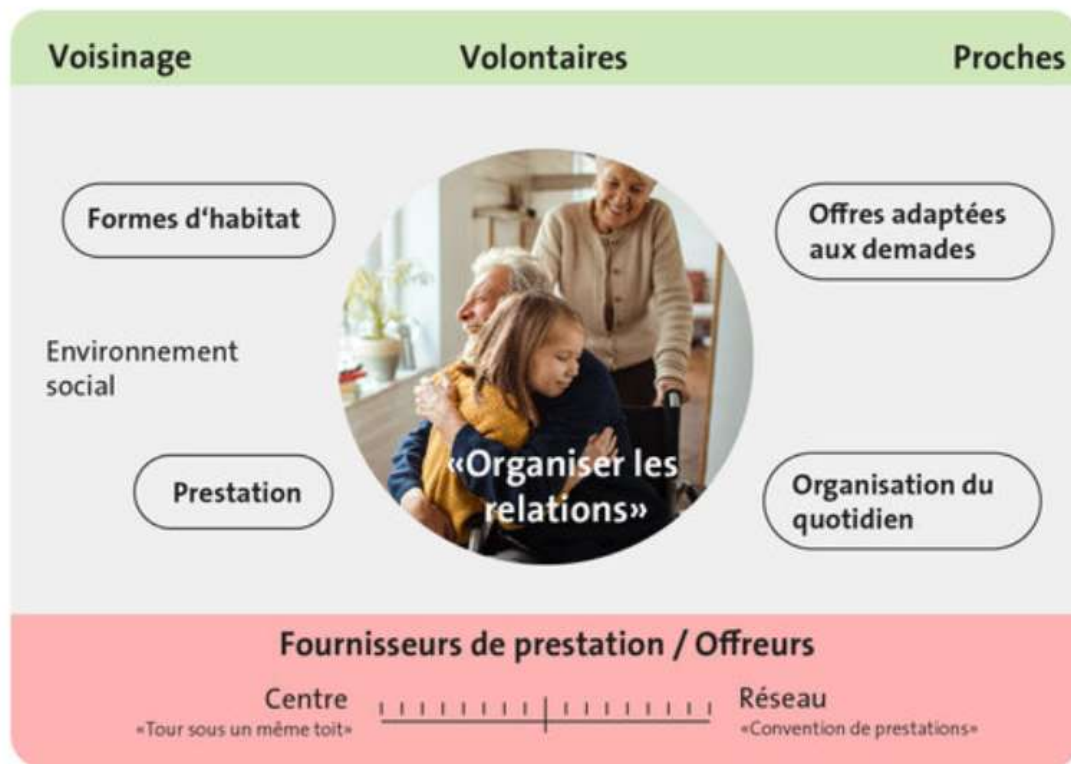 Voisinage Volontaires Proches
Formes d‘habitat
Offres adaptées
aux demades
Environnement
social
Prestation
«Organiser les
relations»
Organisation du
quotidien
Fournisseurs de prestation / Offreurs
Centre
«Tour sous un même toit»
Réseau
«Convention de prestations»